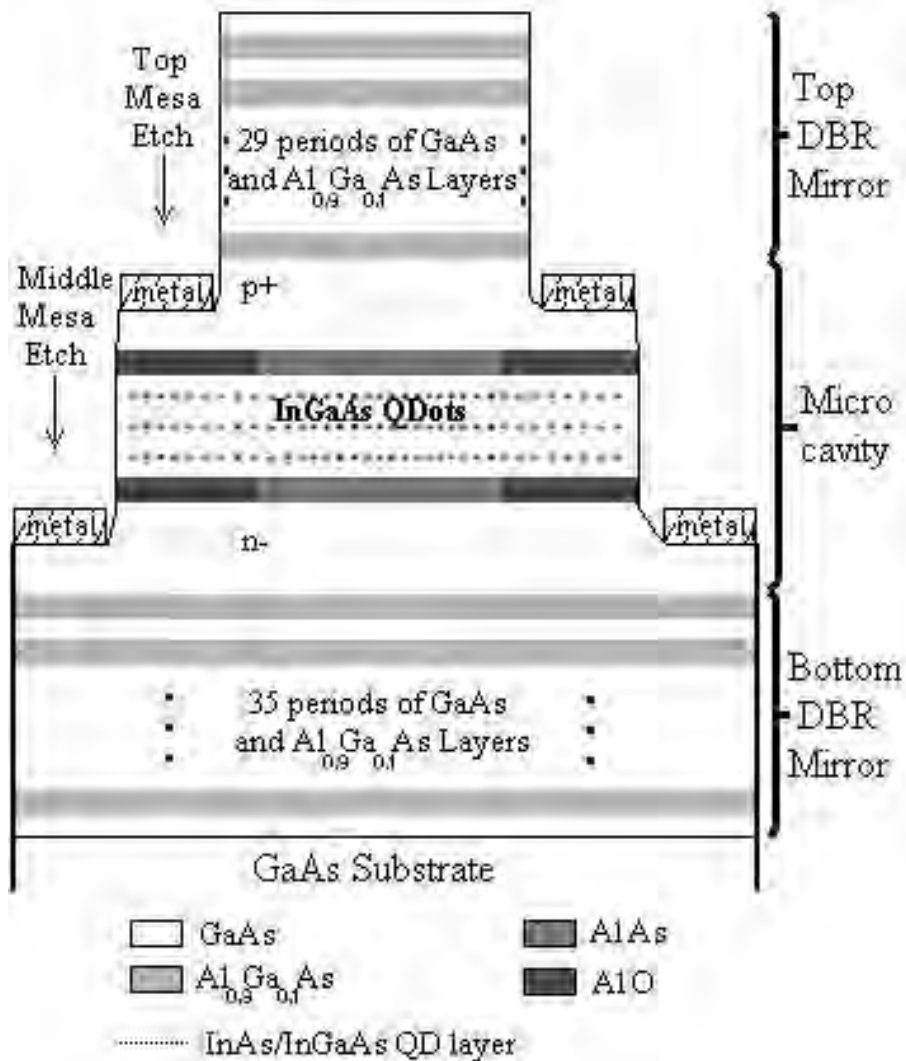 Top
Mesa
Etch
29 periods of GaAs
and Al0,9Ga0,1As Layers
Top
DBR
Mirror
Middle
Mesa
Etch
metal
p+
metal
InGaAs QDots
Micro
cavity
metal
n-
metal
35 periods of GaAs
and Al0,9Ga0,1As Layers
Bottom
DBR
Mirror
GaAs Substrate
GaAs
AlAs
Al0,9Ga0,1As
AlO
InAs/InGaAs QD layer